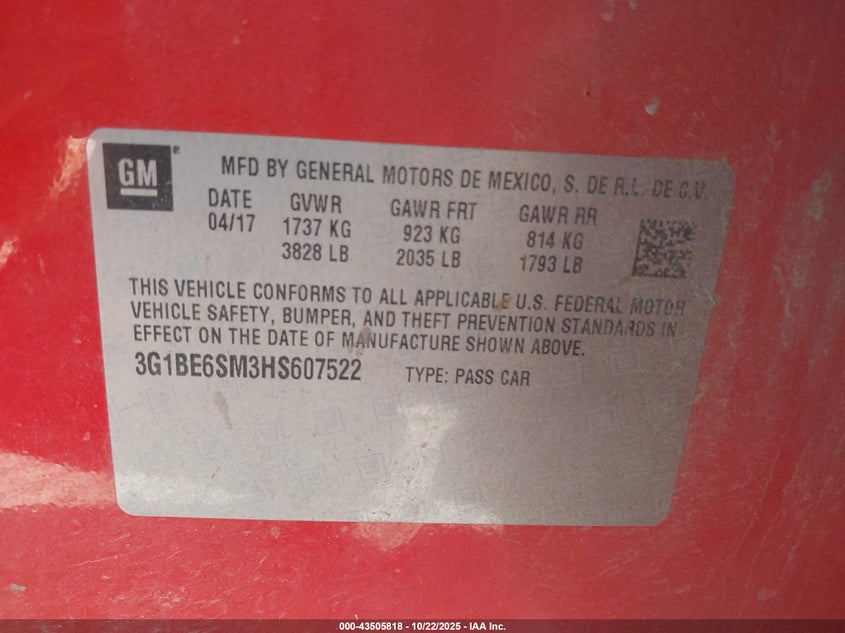 GM®
MFD BY GENERAL MOTORS DE MEXICO, S. DE R.L. DE C.V.
DATE GVWR GAWR FRT GAWR RR
04/17 1737 KG 923 KG 814 KG
3828 LB 2035 LB 1793 LB
THIS VEHICLE CONFORMS TO ALL APPLICABLE U.S. FEDERAL MOTOR
VEHICLE SAFETY, BUMPER, AND THEFT PREVENTION STANDARDS IN
EFFECT ON THE DATE OF MANUFACTURE SHOWN ABOVE.
3G1BE6SM3HS607522 TYPE: PASS CAR
000-43505818 - 10/22/2025 - IAA Inc.